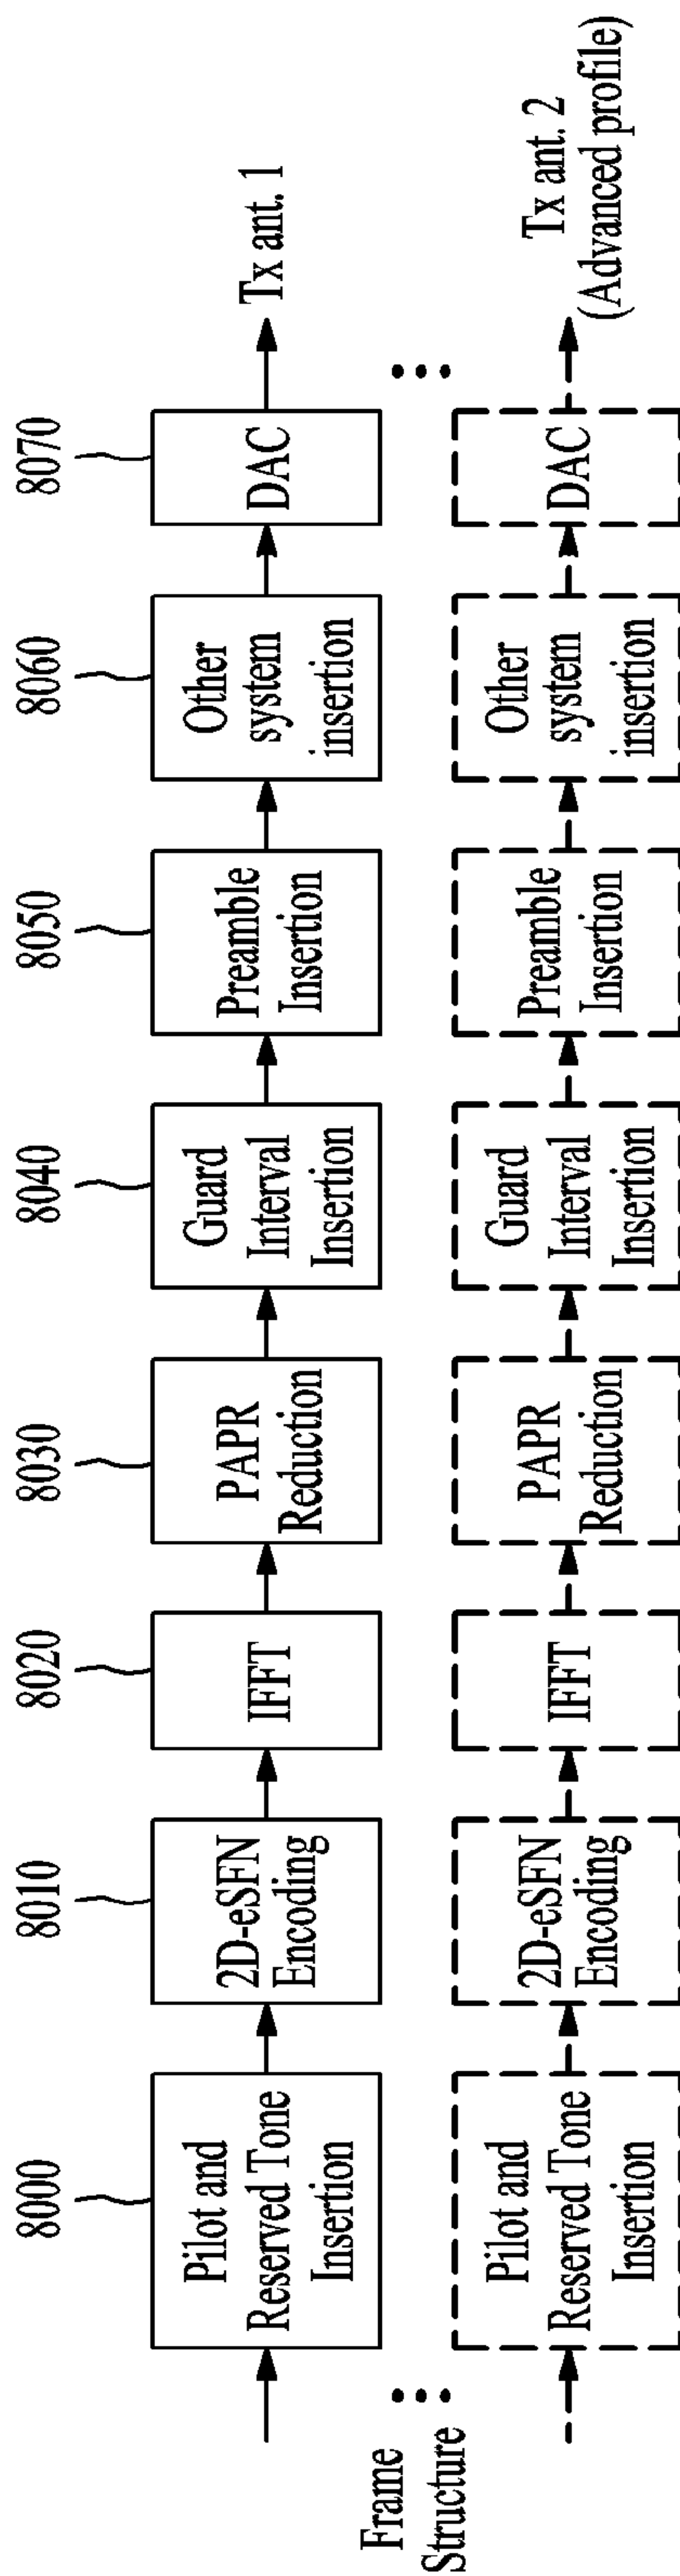 8000
8010
8020
8030
8040
8050
8060
8070
Pilot and
Reserved Tone
Insertion
2D-eSFN
Encoding
IFFT
PAPR
Reduction
Guard
Interval
Insertion
Preamble
Insertion
Other
system
insertion
DAC
Tx ant. 1
Frame
Structure
Pilot and
Reserved Tone
Insertion
2D-eSFN
Encoding
IFFT
PAPR
Reduction
Guard
Interval
Insertion
Preamble
Insertion
Other
system
insertion
DAC
Tx ant. 2
(Advanced profile)